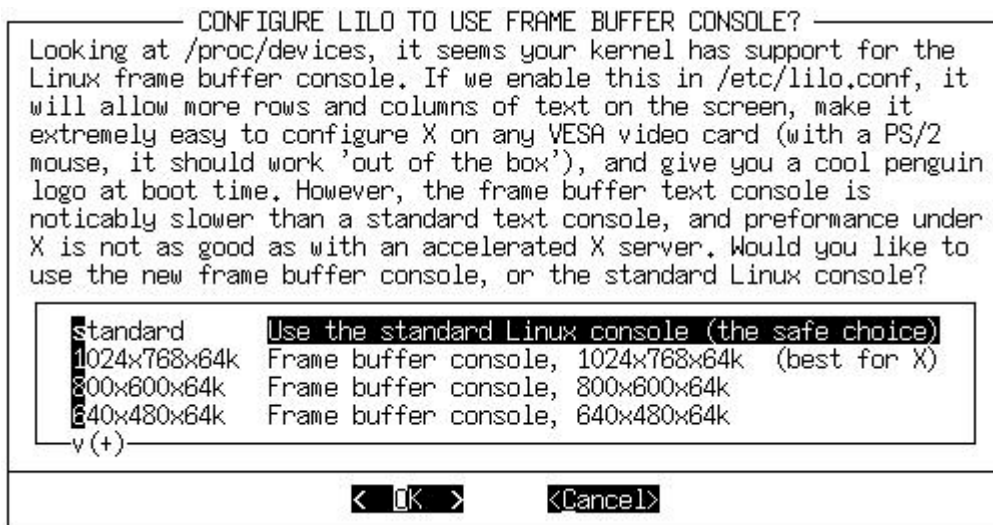 CONFIGURE LILO TO USE FRAME BUFFER CONSOLE?
Looking at /proc/devices, it seems your kernel has support for the
Linux frame buffer console. If we enable this in /etc/lilo.conf, it
will allow more rows and columns of text on the screen, make it
extremely easy to configure X on any VESA video card (with a PS/2
mouse, it should work 'out of the box'), and give you a cool penguin
logo at boot time. However, the frame buffer text console is
noticably slower than a standard text console, and preformance under
X is not as good as with an accelerated X server. Would you like to
use the new frame buffer console, or the standard Linux console?
standard Use the standard Linux console (the safe choice)
1024x768x64k Frame buffer console, 1024x768x64k (best for X)
800x600x64k Frame buffer console, 800x600x64k
640x480x64k Frame buffer console, 640x480x64k
v(+)
< OK > <Cancel>